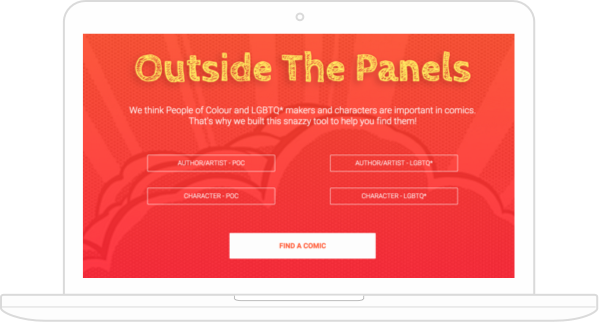 Outside The Panels
We think People of Colour and LGBTQ* makers and characters are important in comics.
That's why we built this snazzy tool to help you find them!
AUTHOR/ARTIST - POC
AUTHOR/ARTIST - LGBTQ*
CHARACTER - POC
CHARACTER - LGBTQ*
FIND A COMIC